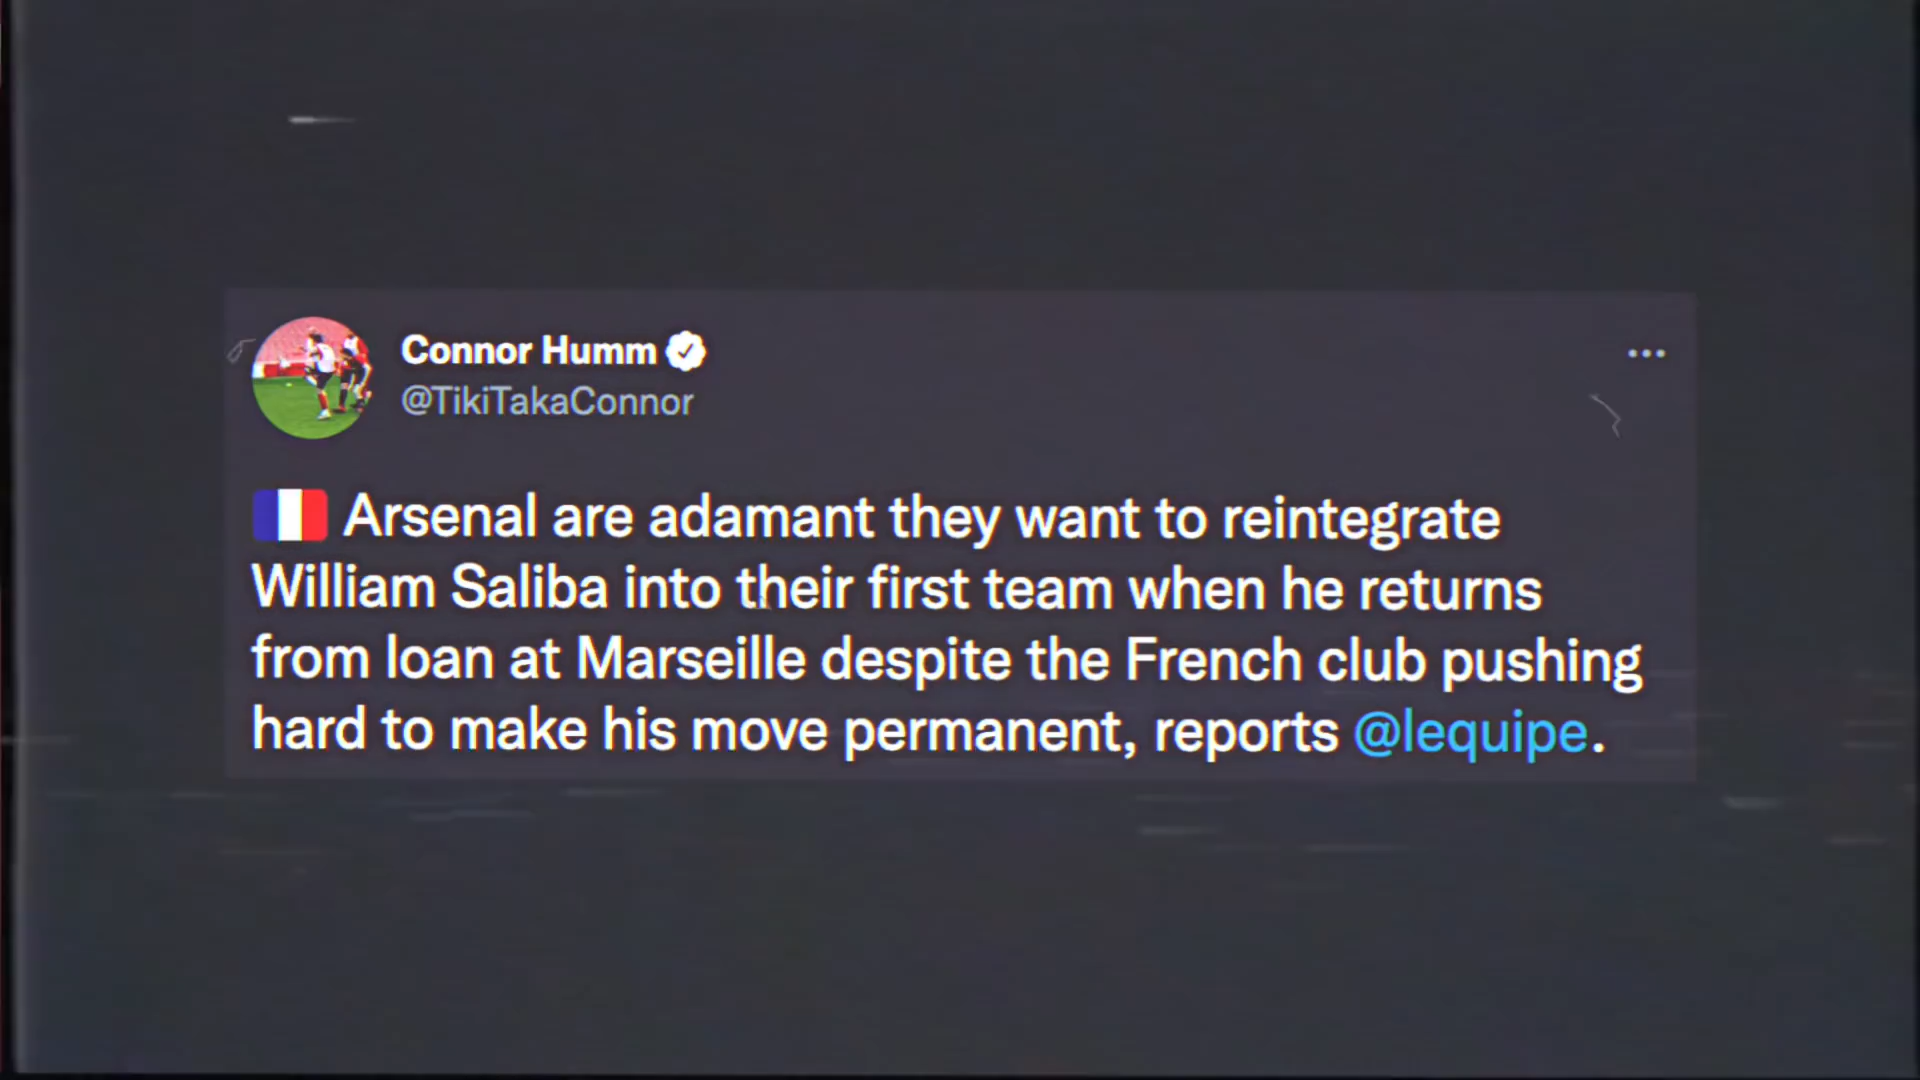 Connor Humm
@TikiTakaConnor
🇫🇷 Arsenal are adamant they want to reintegrate
William Saliba into their first team when he returns
from loan at Marseille despite the French club pushing
hard to make his move permanent, reports @lequipe.